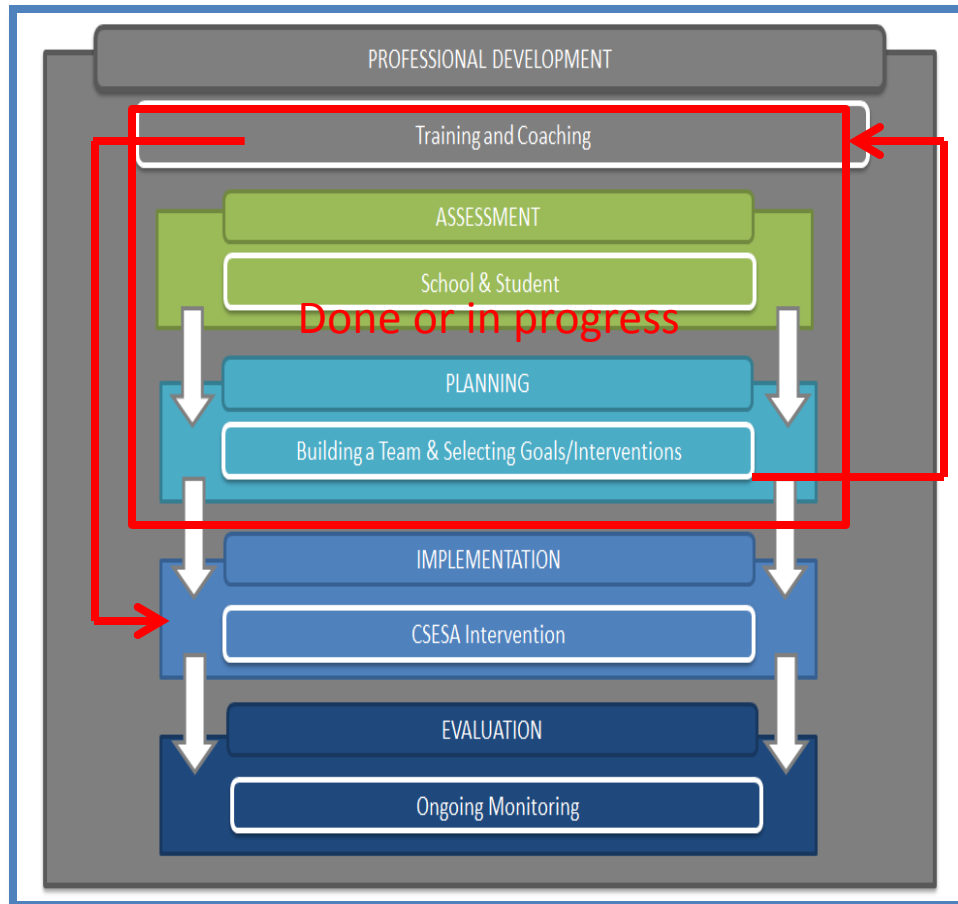 PROFESSIONAL DEVELOPMENT
Training and Coaching
ASSESSMENT
School & Student
Done or in progress
PLANNING
Building a Team & Selecting Goals/Interventions
IMPLEMENTATION
CSESA Intervention
EVALUATION
Ongoing Monitoring